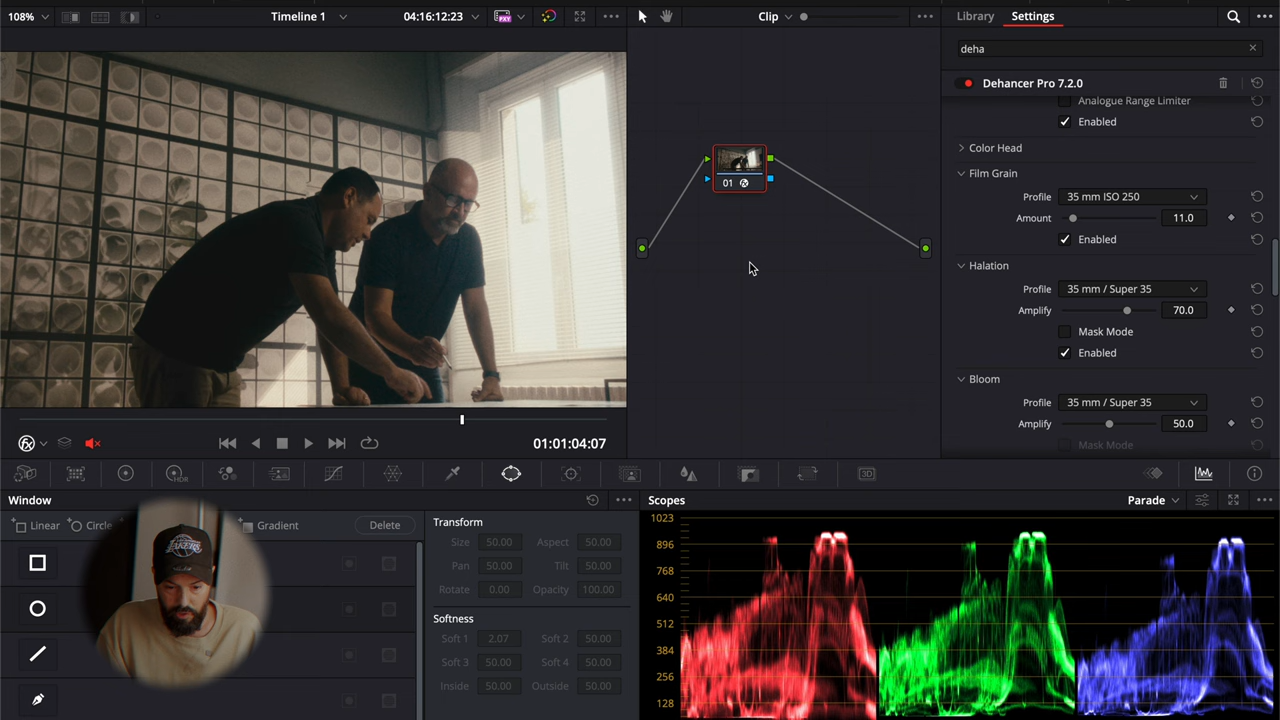 108%
Timeline 1
04:16:12:23
FXY
Clip
Library
Settings
deha
Dehancer Pro 7.2.0
Analogue Range Limiter
Enabled
Color Head
Film Grain
Profile
35 mm ISO 250
Amount
11.0
Enabled
Halation
Profile
35 mm / Super 35
Amplify
70.0
Mask Mode
Enabled
Bloom
Profile
35 mm / Super 35
Amplify
50.0
Mask Mode
01
fx
01:01:04:07
HDR
3D
Window
Linear
Circle
Gradient
Delete
Transform
Size
50.00
Aspect
50.00
Pan
50.00
Tilt
50.00
Rotate
0.00
Opacity
100.00
Softness
Soft 1
2.07
Soft 2
50.00
Soft 3
50.00
Soft 4
50.00
Inside
50.00
Outside
50.00
LAKERS
Scopes
Parade
1023
896
768
640
512
384
256
128